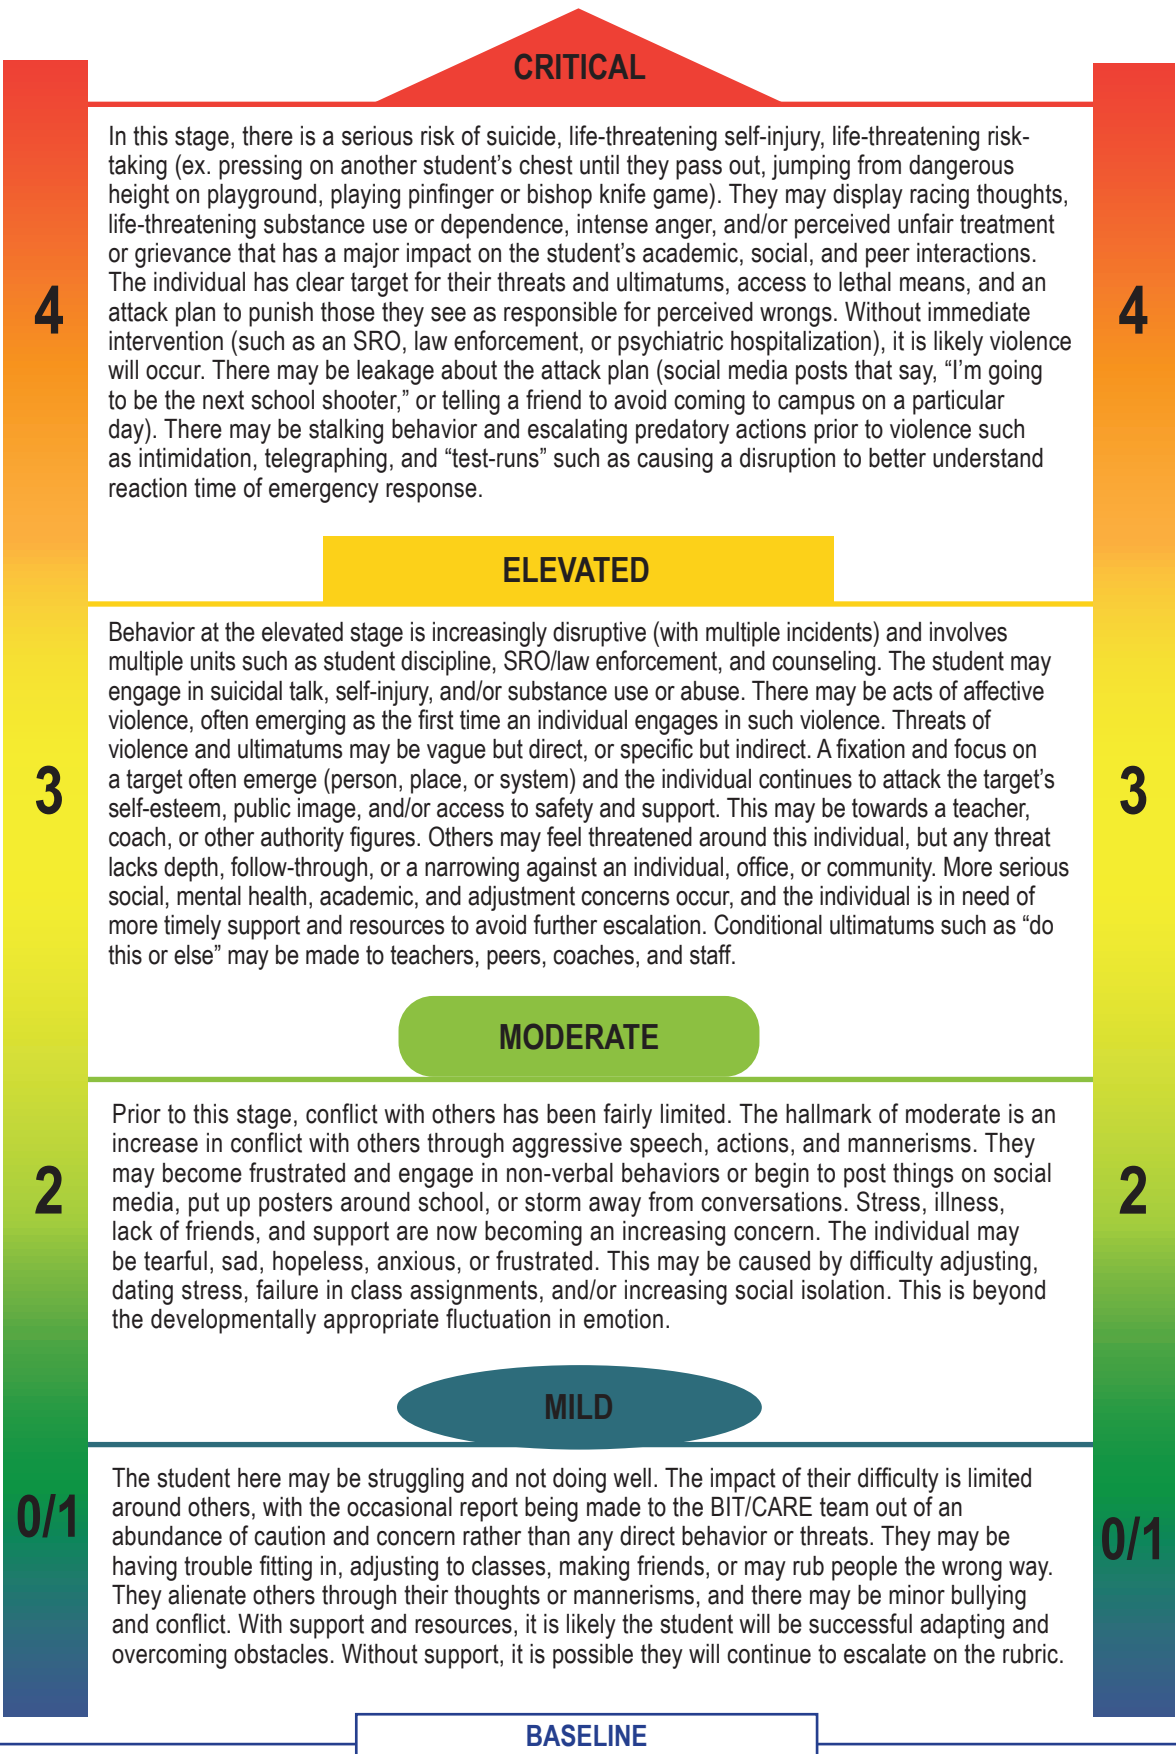 CRITICAL
In this stage, there is a serious risk of suicide, life-threatening self-injury, life-threatening risk-
taking (ex. pressing on another student’s chest until they pass out, jumping from dangerous
height on playground, playing pinfinger or bishop knife game). They may display racing thoughts,
life-threatening substance use or dependence, intense anger, and/or perceived unfair treatment
or grievance that has a major impact on the student’s academic, social, and peer interactions.
The individual has clear target for their threats and ultimatums, access to lethal means, and an
attack plan to punish those they see as responsible for perceived wrongs. Without immediate
intervention (such as an SRO, law enforcement, or psychiatric hospitalization), it is likely violence
will occur. There may be leakage about the attack plan (social media posts that say, “I’m going
to be the next school shooter,” or telling a friend to avoid coming to campus on a particular
day). There may be stalking behavior and escalating predatory actions prior to violence such
as intimidation, telegraphing, and “test-runs” such as causing a disruption to better understand
reaction time of emergency response.
4
4
ELEVATED
Behavior at the elevated stage is increasingly disruptive (with multiple incidents) and involves
multiple units such as student discipline, SRO/law enforcement, and counseling. The student may
engage in suicidal talk, self-injury, and/or substance use or abuse. There may be acts of affective
violence, often emerging as the first time an individual engages in such violence. Threats of
violence and ultimatums may be vague but direct, or specific but indirect. A fixation and focus on
a target often emerge (person, place, or system) and the individual continues to attack the target’s
self-esteem, public image, and/or access to safety and support. This may be towards a teacher,
coach, or other authority figures. Others may feel threatened around this individual, but any threat
lacks depth, follow-through, or a narrowing against an individual, office, or community. More serious
social, mental health, academic, and adjustment concerns occur, and the individual is in need of
more timely support and resources to avoid further escalation. Conditional ultimatums such as “do
this or else” may be made to teachers, peers, coaches, and staff.
3
3
MODERATE
Prior to this stage, conflict with others has been fairly limited. The hallmark of moderate is an
increase in conflict with others through aggressive speech, actions, and mannerisms. They
may become frustrated and engage in non-verbal behaviors or begin to post things on social
media, put up posters around school, or storm away from conversations. Stress, illness,
lack of friends, and support are now becoming an increasing concern. The individual may
be tearful, sad, hopeless, anxious, or frustrated. This may be caused by difficulty adjusting,
dating stress, failure in class assignments, and/or increasing social isolation. This is beyond
the developmentally appropriate fluctuation in emotion.
2
2
MILD
The student here may be struggling and not doing well. The impact of their difficulty is limited
around others, with the occasional report being made to the BIT/CARE team out of an
abundance of caution and concern rather than any direct behavior or threats. They may be
having trouble fitting in, adjusting to classes, making friends, or may rub people the wrong way.
They alienate others through their thoughts or mannerisms, and there may be minor bullying
and conflict. With support and resources, it is likely the student will be successful adapting and
overcoming obstacles. Without support, it is possible they will continue to escalate on the rubric.
0/1
0/1
BASELINE